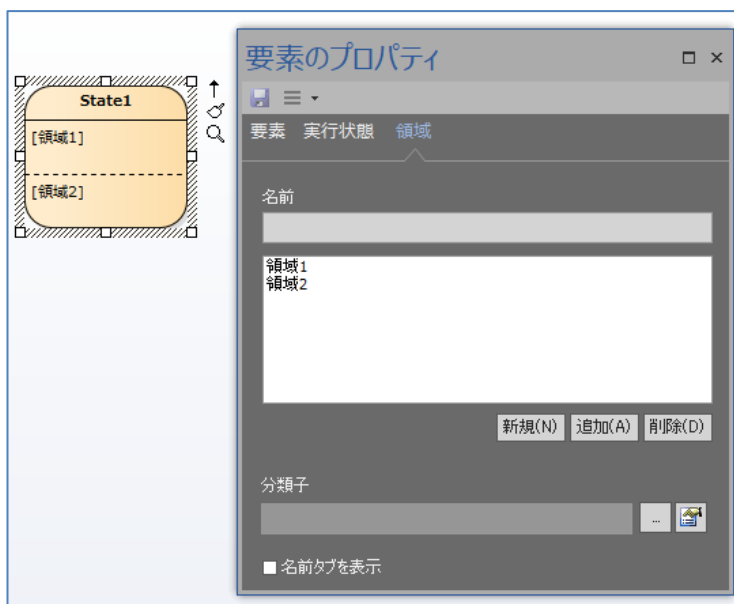 State1
[領域1]
[領域2]
要素のプロパティ
要素 実行状態 領域
名前
領域1
領域2
新規(N) 追加(A) 削除(D)
分類子
...
名前タブを表示